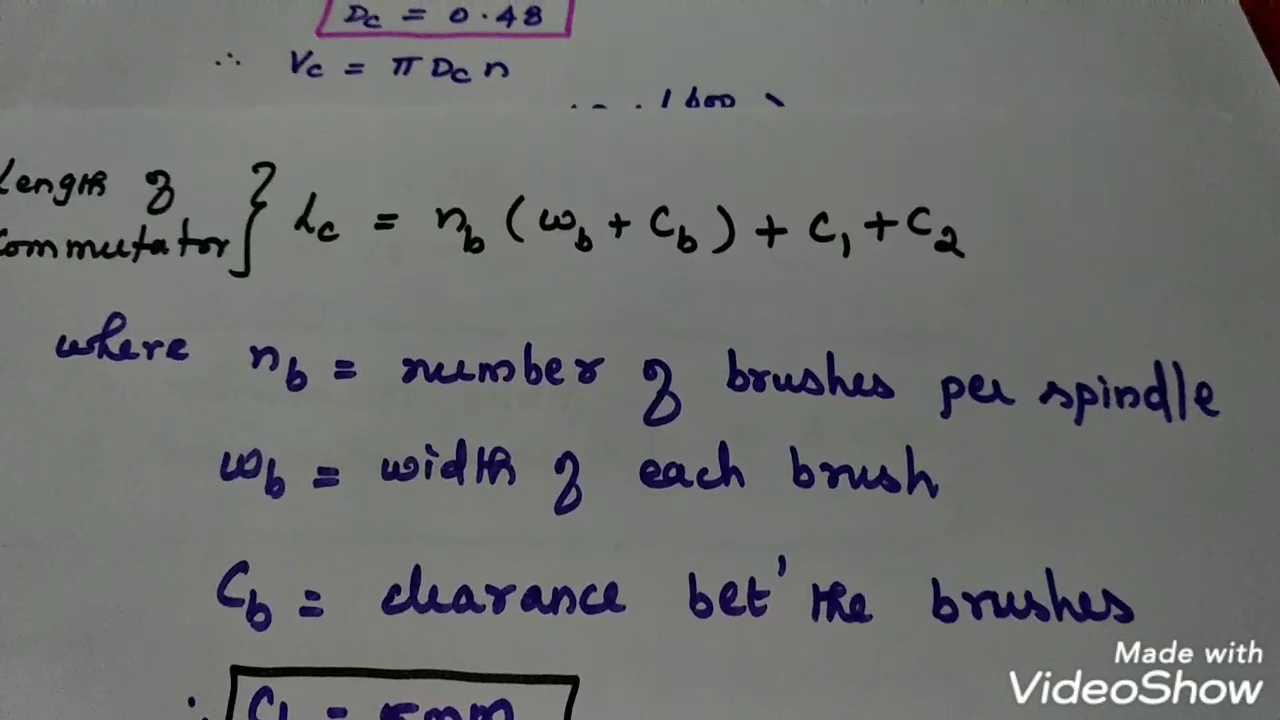 Dc = 0.48
∴ Vc = π Dc n
Length of } Lc = nb (wb + Cb) + C1 + C2
Commutator
where nb = number of brushes per spindle
wb = width of each brush
Cb = clearance bet' the brushes
Made with
VideoShow